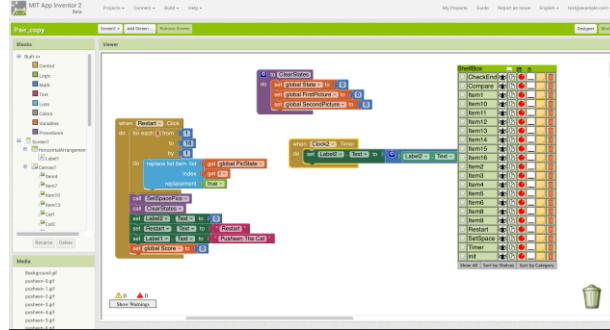 MIT App Inventor 2
Projects Connect Build Help
My Projects Guide Report an Issue English
Pair_copy
Screen1 Add Screen ... Remove Screen
Designer
Blocks
Viewer
Built-in
Control
Logic
Math
Text
Lists
Colors
Variables
Procedures
Screen1
HorizontalArrangemen
Label1
Canvas1
Item4
Item7
Item10
Item13
Cat1
Cat2
Rename Delete
Media
Background.gif
pusheen-0.gif
pusheen-1.gif
pusheen-2.gif
pusheen-3.gif
pusheen-4.gif
pusheen-5.gif
to ClearStates
do set global State to 0
set global FirstPicture to 0
set global SecondPicture to 0
when Restart .Click
do for each i from 1
to 16
by 1
do replace list item list get global PicState
index get i
replacement true
call SetSpacePics
call ClearStates
set Label2 . Text to 0
set Restart . Text to " Restart "
set Label1 . Text to " Pusheen The Cat "
set global Score to 0
when Clock2 .Timer
do set Label2 . Text to Label2 . Text
ShelfBox
CheckEnd
Compare
Item1
Item10
Item11
Item12
Item13
Item14
Item15
Item16
Item2
Item3
Item4
Item5
Item6
Restart
SetSpace
Timer
init
Show All Sort by Shelves Sort by Category
0 0
Show Warnings